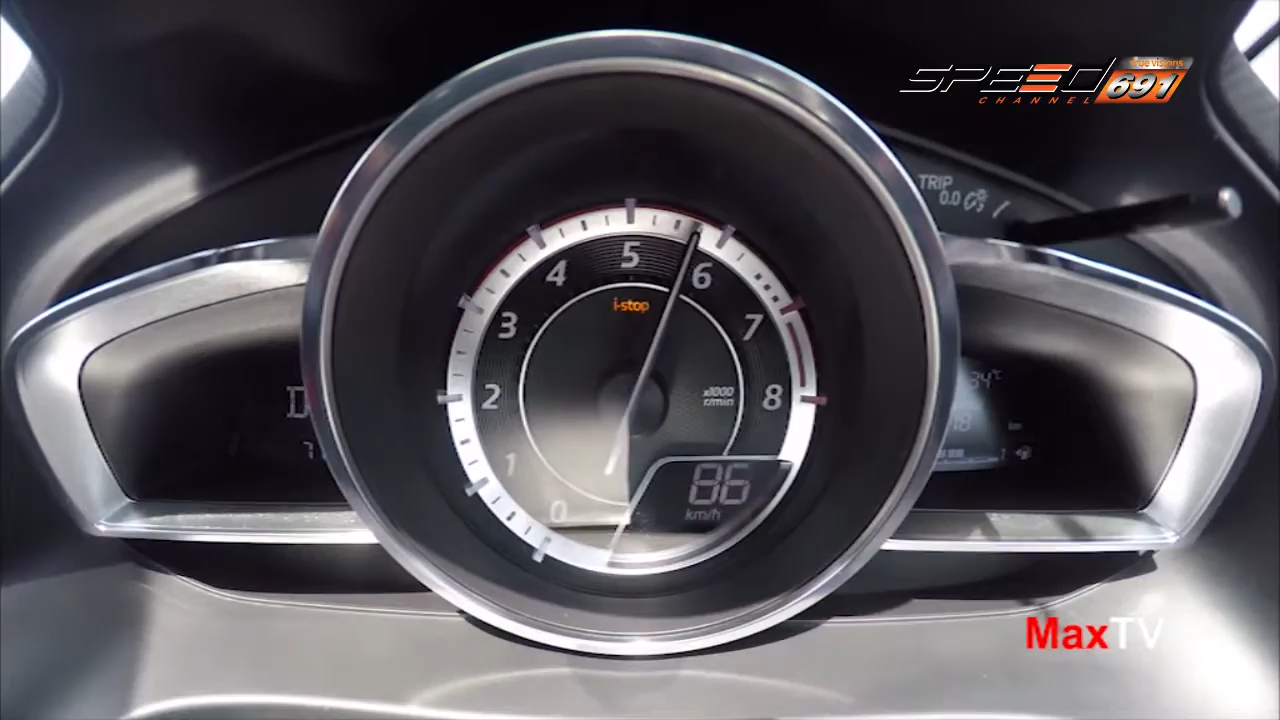 true visions
SPEED 691
CHANNEL
TRIP
0.0
5
4
6
i-stop
3
7
x1000
r/min
2
8
D
34℃
km
1
86
km/h
0
MaxTV